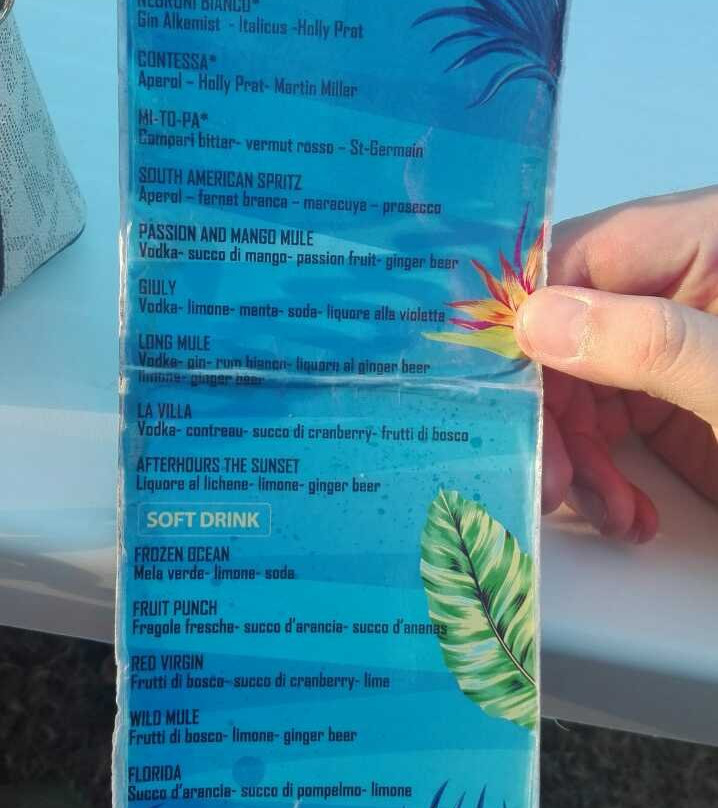 NEGRONI BIANCO*
Gin Alkemist - Italicus -Holly Prat
CONTESSA*
Aperol - Holly Prat- Martin Miller
MI-TO-PA*
Campari bitter- vermut rosso - St-Germain
SOUTH AMERICAN SPRITZ
Aperol - fernet branca - maracuya - prosecco
PASSION AND MANGO MULE
Vodka- succo di mango- passion fruit- ginger beer
GIULY
Vodka- limone- menta- soda- liquore alla violetta
LONG MULE
Vodka- gin- rum bianco- liquore al ginger beer
limone- ginger beer
LA VILLA
Vodka- contreau- succo di cranberry- frutti di bosco
AFTERHOURS THE SUNSET
Liquore al lichene- limone- ginger beer
SOFT DRINK
FROZEN OCEAN
Mela verde- limone- soda
FRUIT PUNCH
Fragole fresche- succo d'arancia- succo d'ananas
RED VIRGIN
Frutti di bosco- succo di cranberry- lime
WILD MULE
Frutti di bosco- limone- ginger beer
FLORIDA
Succo d'arancia- succo di pompelmo- limone